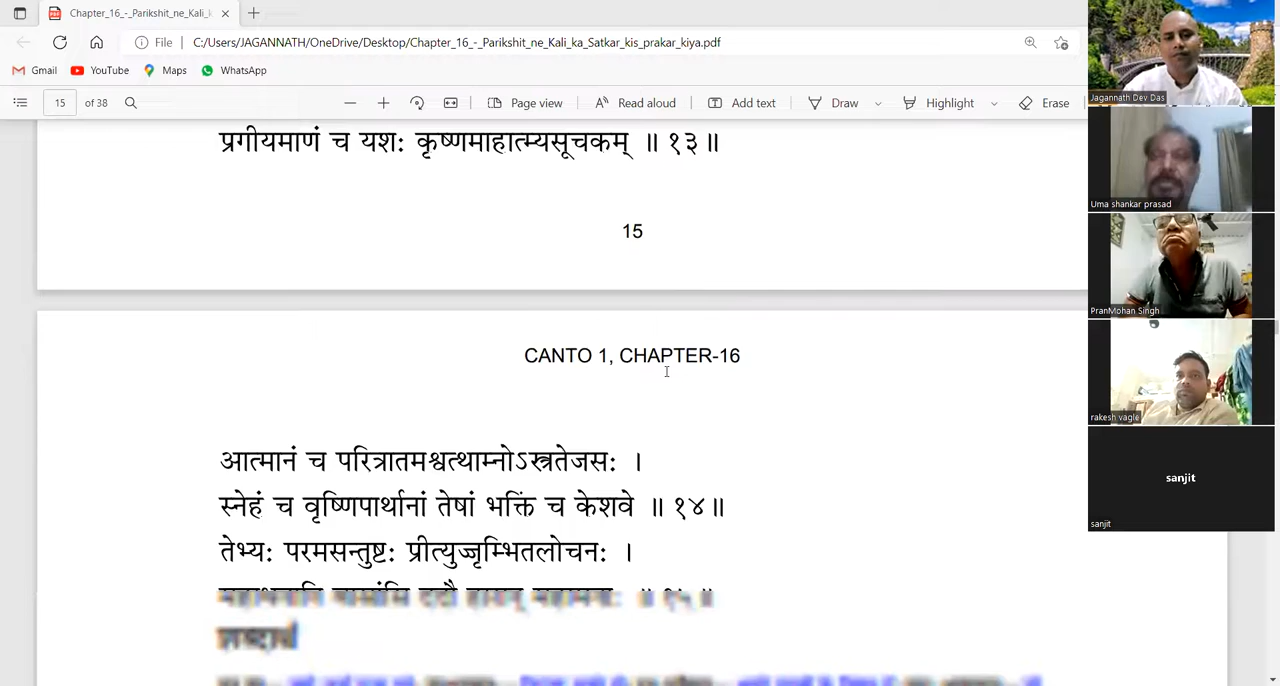 Chapter_16_-_Parikshit_ne_Kali_k
C:/Users/JAGANNATH/OneDrive/Desktop/Chapter_16_-_Parikshit_ne_Kali_ka_Satkar_kis_prakar_kiya.pdf
File
Gmail YouTube Maps WhatsApp
15 of 38 Page view Read aloud Add text Draw Highlight Erase
प्रगीयमाणं च यशः कृष्णमाहात्म्यसूचकम् ॥ १३॥
15
CANTO 1, CHAPTER-16
आत्मानं च परित्रातमश्वत्थाम्नोऽस्त्रतेजसः ।
स्नेहं च वृष्णिपार्थानां तेषां भक्तिं च केशवे ॥ १४॥
तेभ्यः परमसन्तुष्टः प्रीत्युज्जृम्भितलोचनः ।
Jagannath Dev Das
Uma shankar prasad
PranMohan Singh
rakesh vagle
sanjit
sanjit